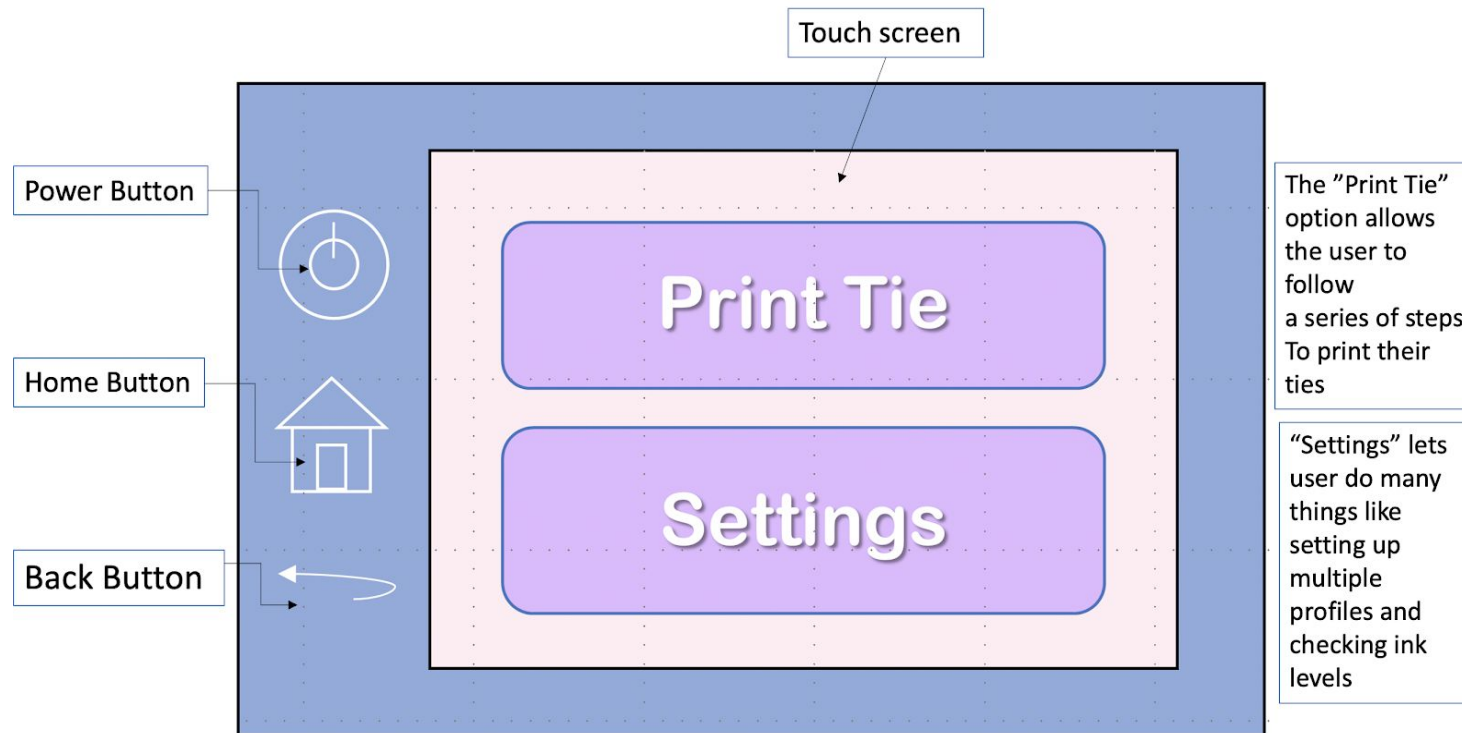 Touch screen
Power Button
Home Button
Back Button
Print Tie
Settings
The ”Print Tie”
option allows
the user to
follow
a series of steps
To print their
ties
“Settings” lets
user do many
things like
setting up
multiple
profiles and
checking ink
levels